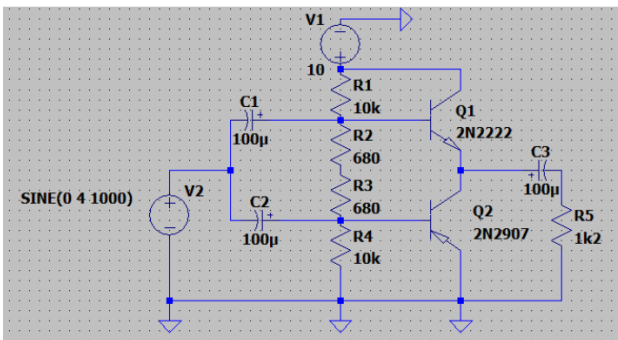 V1
10
R1
10k
C1
100µ
Q1
2N2222
R2
680
C3
100µ
SINE(0 4 1000)
V2
R3
680
C2
100µ
Q2
2N2907
R5
1k2
R4
10k